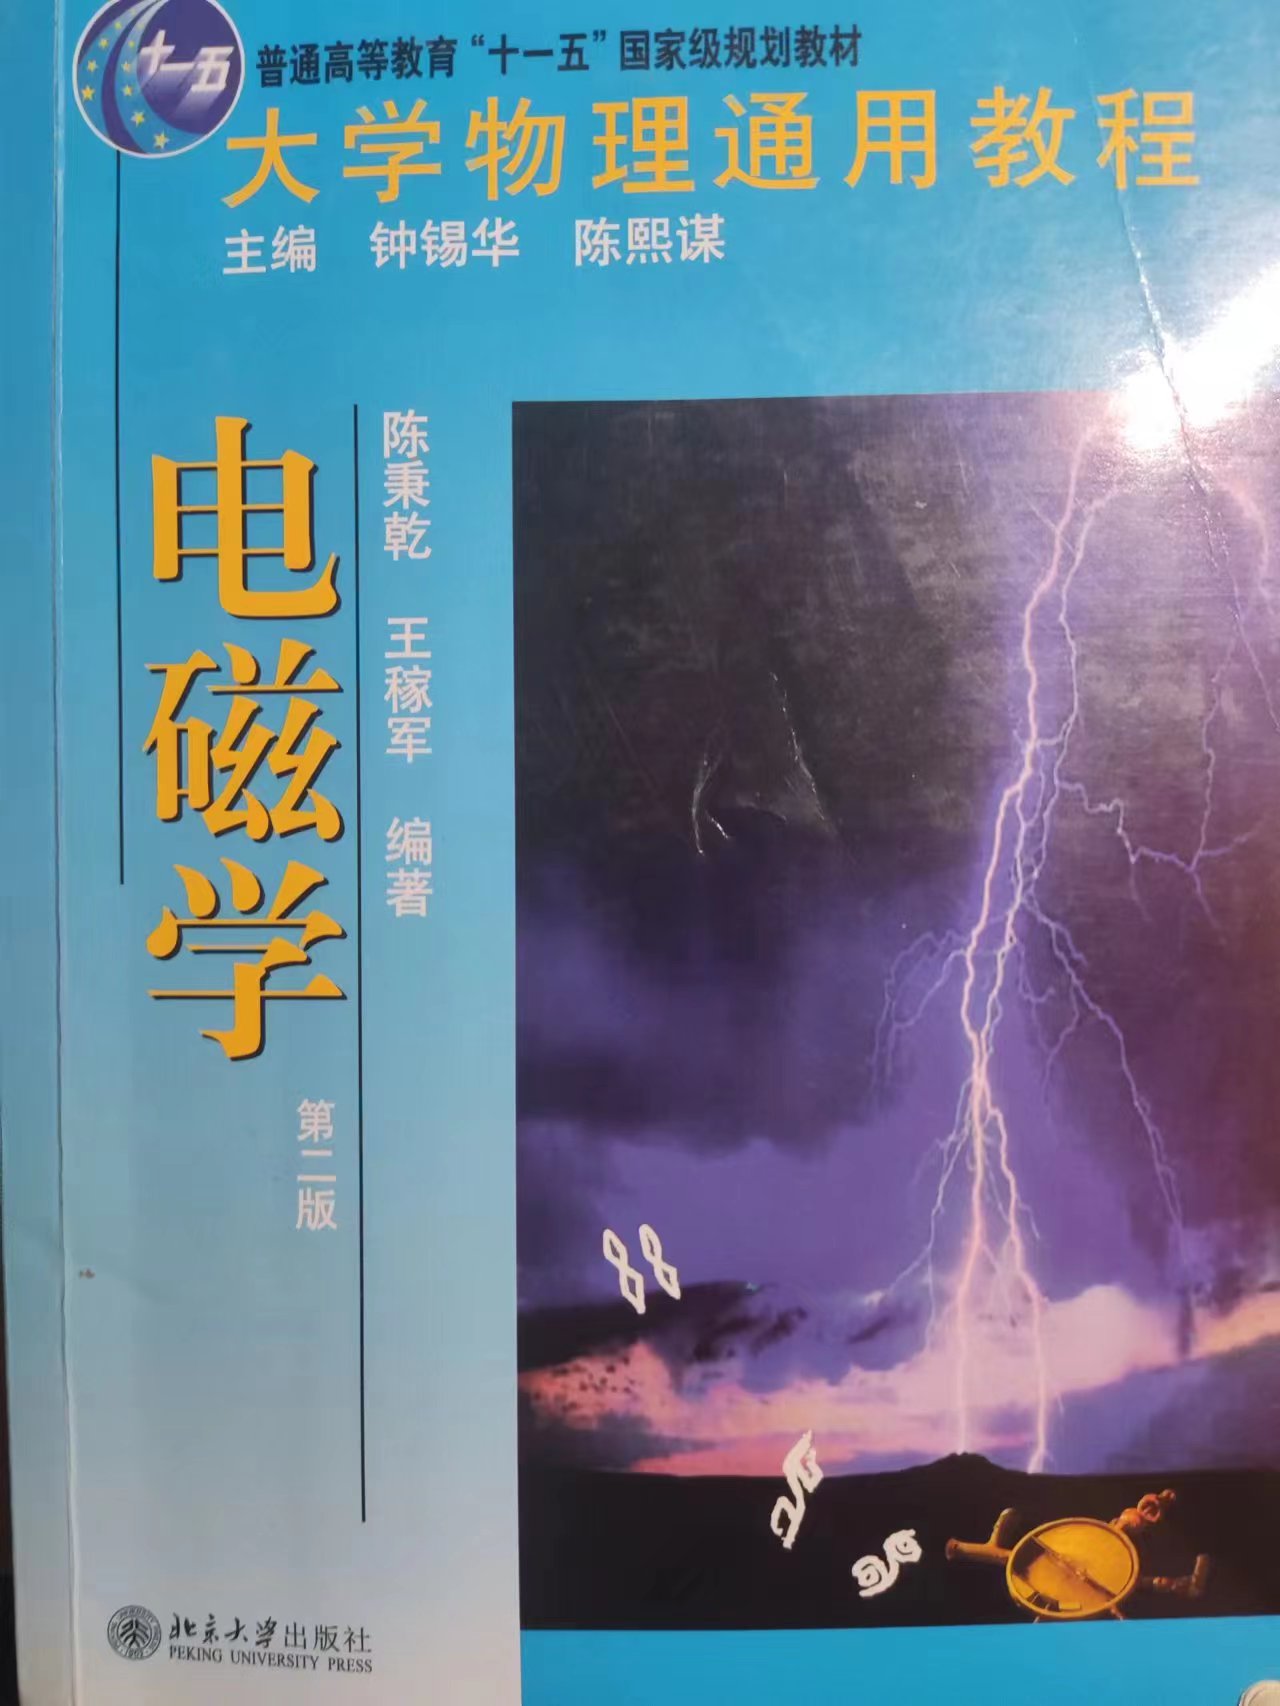 十一五
普通高等教育“十一五”国家级规划教材
大学物理通用教程
主编 钟锡华 陈熙谋
电磁学
陈秉乾 王稼军 编著
第二版
88
北京大学出版社
PEKING UNIVERSITY PRESS